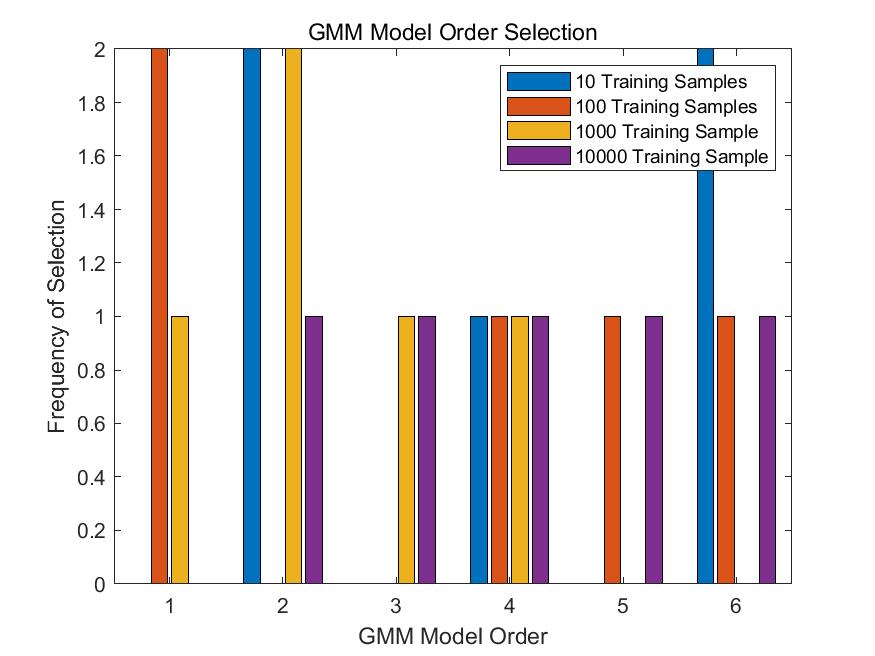 GMM Model Order Selection
2
1.8
1.6
1.4
1.2
1
0.8
0.6
0.4
0.2
0
Frequency of Selection
10 Training Samples
100 Training Samples
1000 Training Sample
10000 Training Sample
1 2 3 4 5 6
GMM Model Order